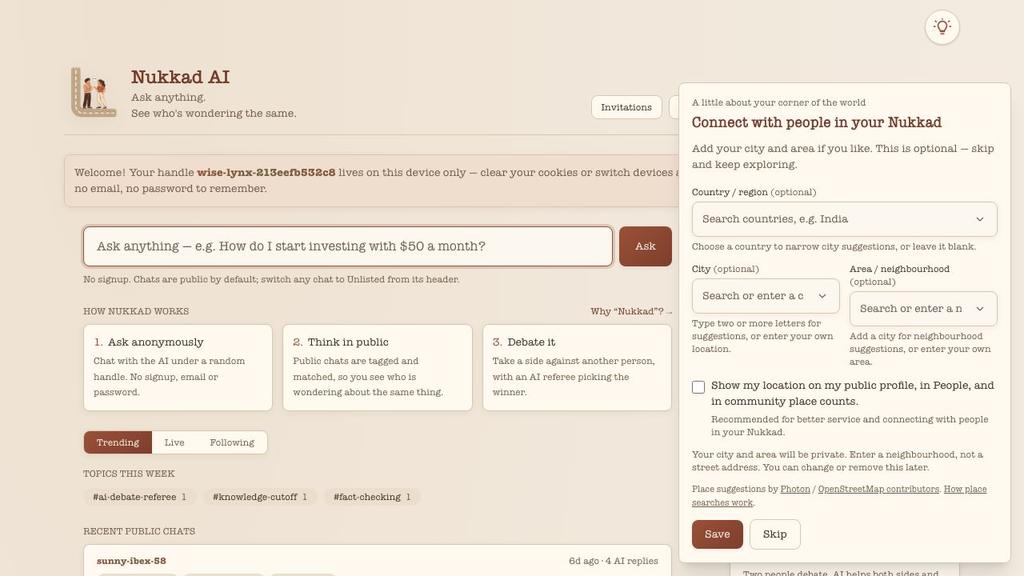 Nukkad AI
Ask anything.
See who's wondering the same.
Invitations
Welcome! Your handle wise-lynx-213eefb532c8 lives on this device only — clear your cookies or switch devices
no email, no password to remember.
Ask anything — e.g. How do I start investing with $50 a month?
Ask
No signup. Chats are public by default; switch any chat to Unlisted from its header.
HOW NUKKAD WORKS
Why “Nukkad”? →
1. Ask anonymously
Chat with the AI under a random
handle. No signup, email or
password.
2. Think in public
Public chats are tagged and
matched, so you see who is
wondering about the same thing.
3. Debate it
Take a side against another person,
with an AI referee picking the
winner.
Trending Live Following
TOPICS THIS WEEK
#ai-debate-referee 1 #knowledge-cutoff 1 #fact-checking 1
RECENT PUBLIC CHATS
sunny-ibex-58
6d ago · 4 AI replies
A little about your corner of the world
Connect with people in your Nukkad
Add your city and area if you like. This is optional — skip
and keep exploring.
Country / region (optional)
Search countries, e.g. India
Choose a country to narrow city suggestions, or leave it blank.
City (optional)
Search or enter a c
Type two or more letters for
suggestions, or enter your own
location.
Area / neighbourhood
(optional)
Search or enter a n
Add a city for neighbourhood
suggestions, or enter your own
area.
Show my location on my public profile, in People, and
in community place counts.
Recommended for better service and connecting with people
in your Nukkad.
Your city and area will be private. Enter a neighbourhood, not a
street address. You can change or remove this later.
Place suggestions by Photon / OpenStreetMap contributors. How place
searches work.
Save
Skip
Two people debate, AI helps both sides and